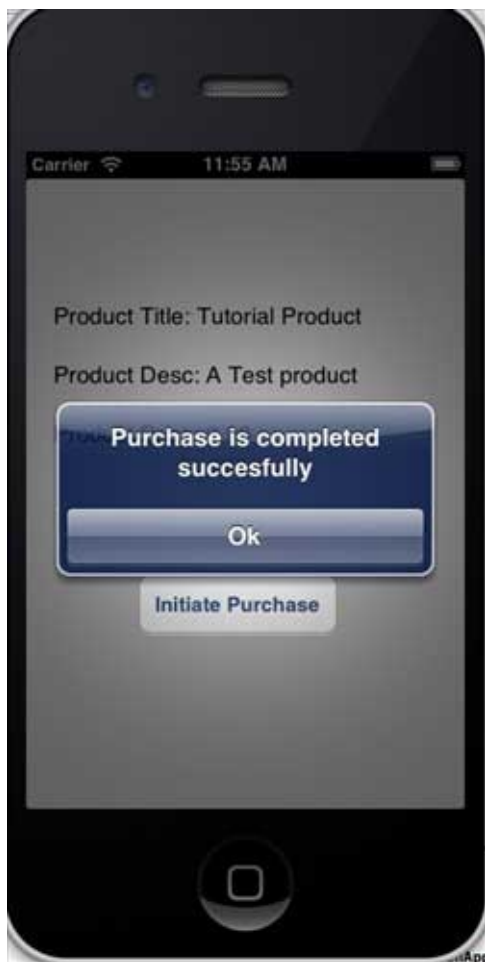 Carrier 11:55 AM
Product Title: Tutorial Product
Product Desc: A Test product
Purchase is completed
succesfully
Ok
Initiate Purchase